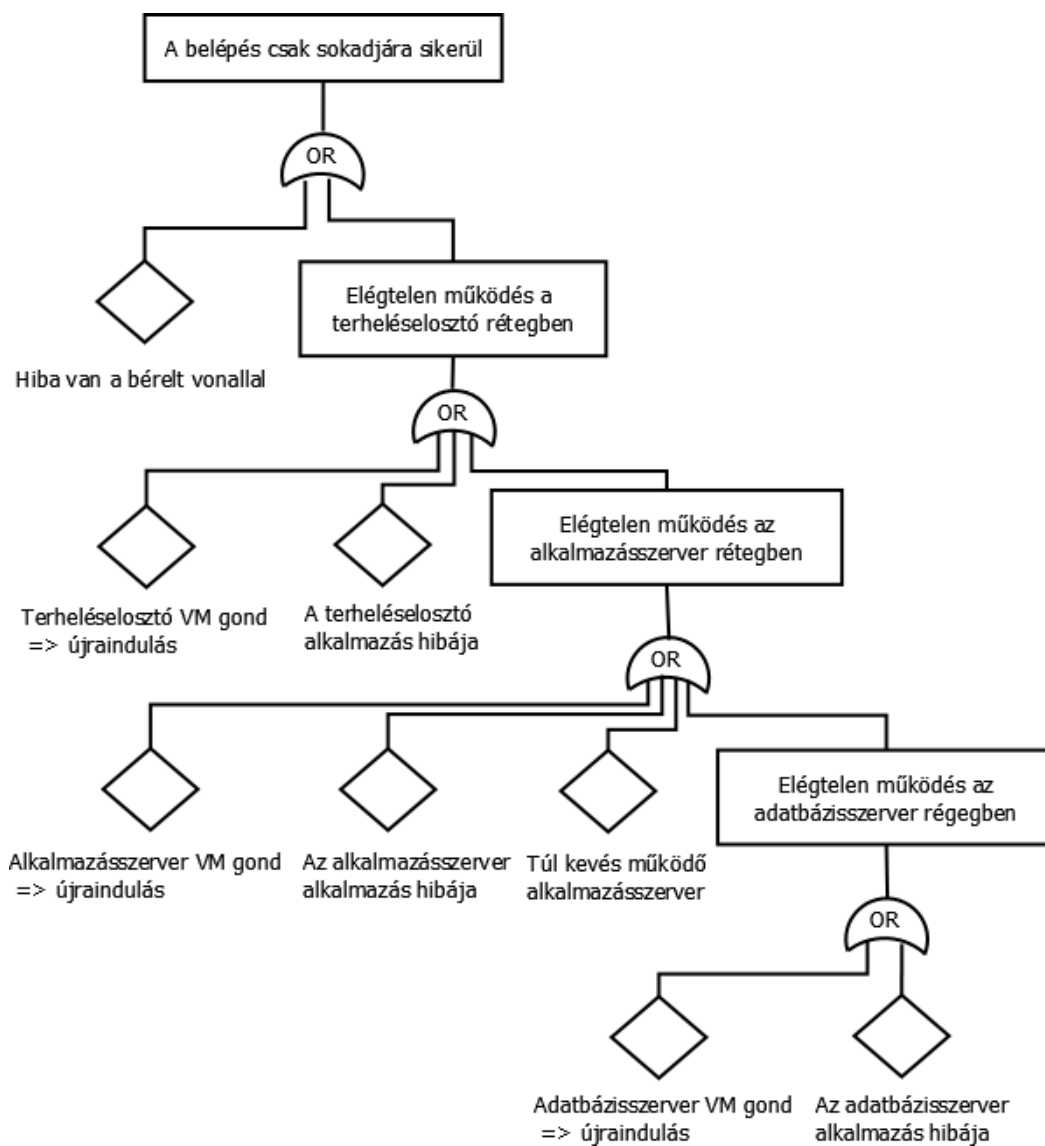 A belépés csak sokadjára sikerül
OR
Elégtelen működés a
terheléselosztó rétegben
Hiba van a bérelt vonallal
OR
Elégtelen működés az
alkalmazásszerver rétegben
Terheléselosztó VM gond
=> újraindulás
A terheléselosztó
alkalmazás hibája
OR
Elégtelen működés az
adatbázisszerver régegben
Alkalmazásszerver VM gond
=> újraindulás
Az alkalmazásszerver
alkalmazás hibája
Túl kevés működő
alkalmazásszerver
OR
Adatbázisszerver VM gond
=> újraindulás
Az adatbázisszerver
alkalmazás hibája